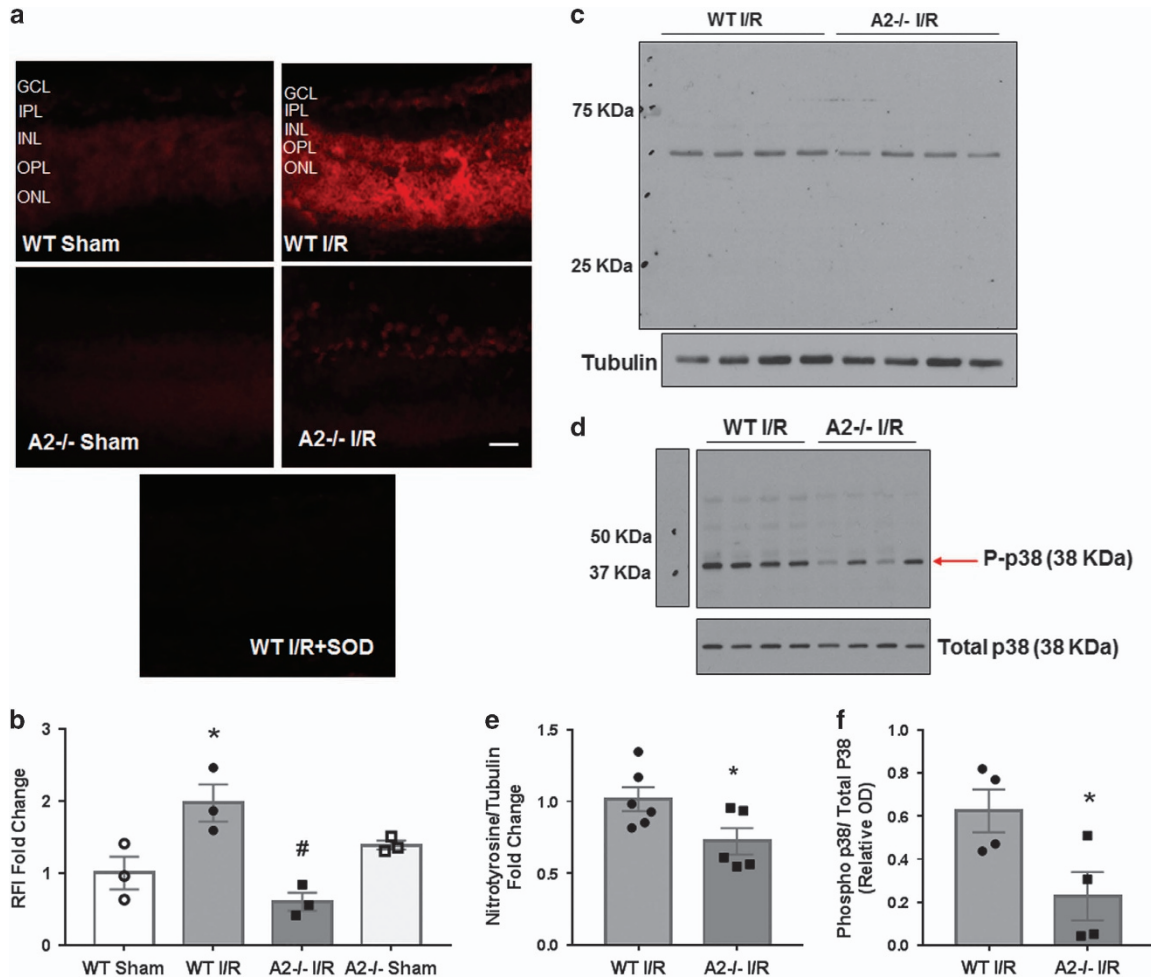 a
GCL
IPL
INL
OPL
ONL
WT Sham
GCL
IPL
INL
OPL
ONL
WT I/R
A2-/- Sham
A2-/- I/R
WT I/R+SOD
b
RFI Fold Change
3
2
1
0
*
#
WT Sham
WT I/R
A2-/- I/R
A2-/- Sham
c
WT I/R
A2-/- I/R
75 KDa
25 KDa
Tubulin
d
WT I/R
A2-/- I/R
50 KDa
37 KDa
P-p38 (38 KDa)
Total p38 (38 KDa)
e
Nitrotyrosine/Tubulin
Fold Change
1.5
1.0
0.5
0.0
*
WT I/R
A2-/- I/R
f
Phospho p38/ Total P38
(Relative OD)
1.0
0.8
0.6
0.4
0.2
0.0
*
WT I/R
A2-/- I/R